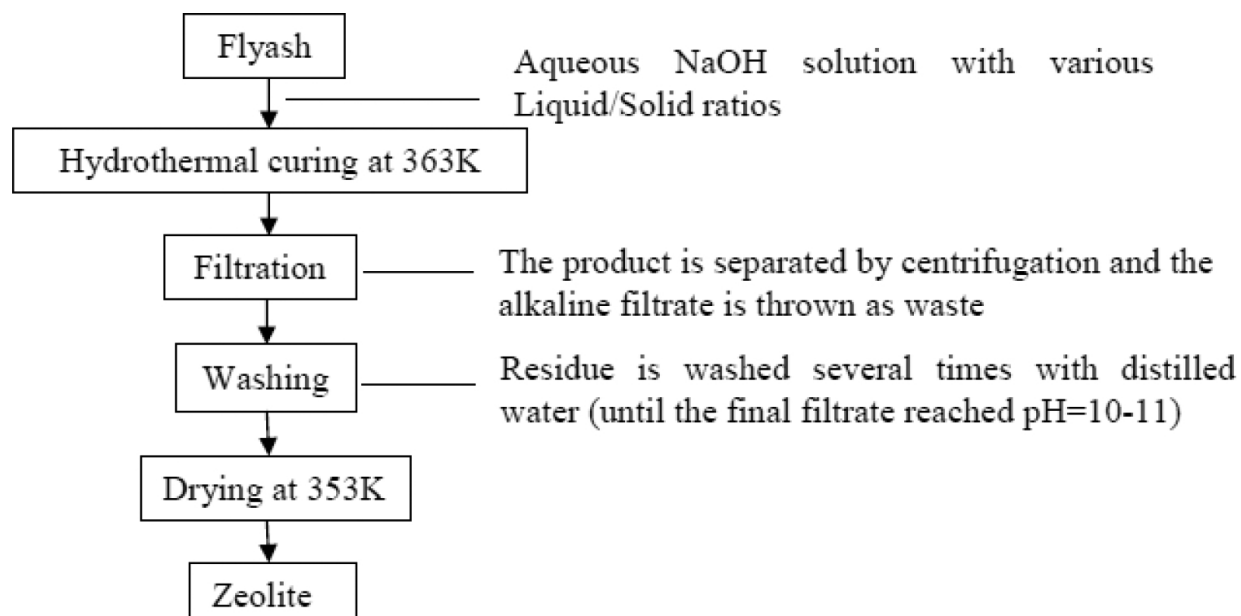 Flyash
Aqueous NaOH solution with various
Liquid/Solid ratios
Hydrothermal curing at 363K
Filtration
The product is separated by centrifugation and the
alkaline filtrate is thrown as waste
Washing
Residue is washed several times with distilled
water (until the final filtrate reached pH=10-11)
Drying at 353K
Zeolite